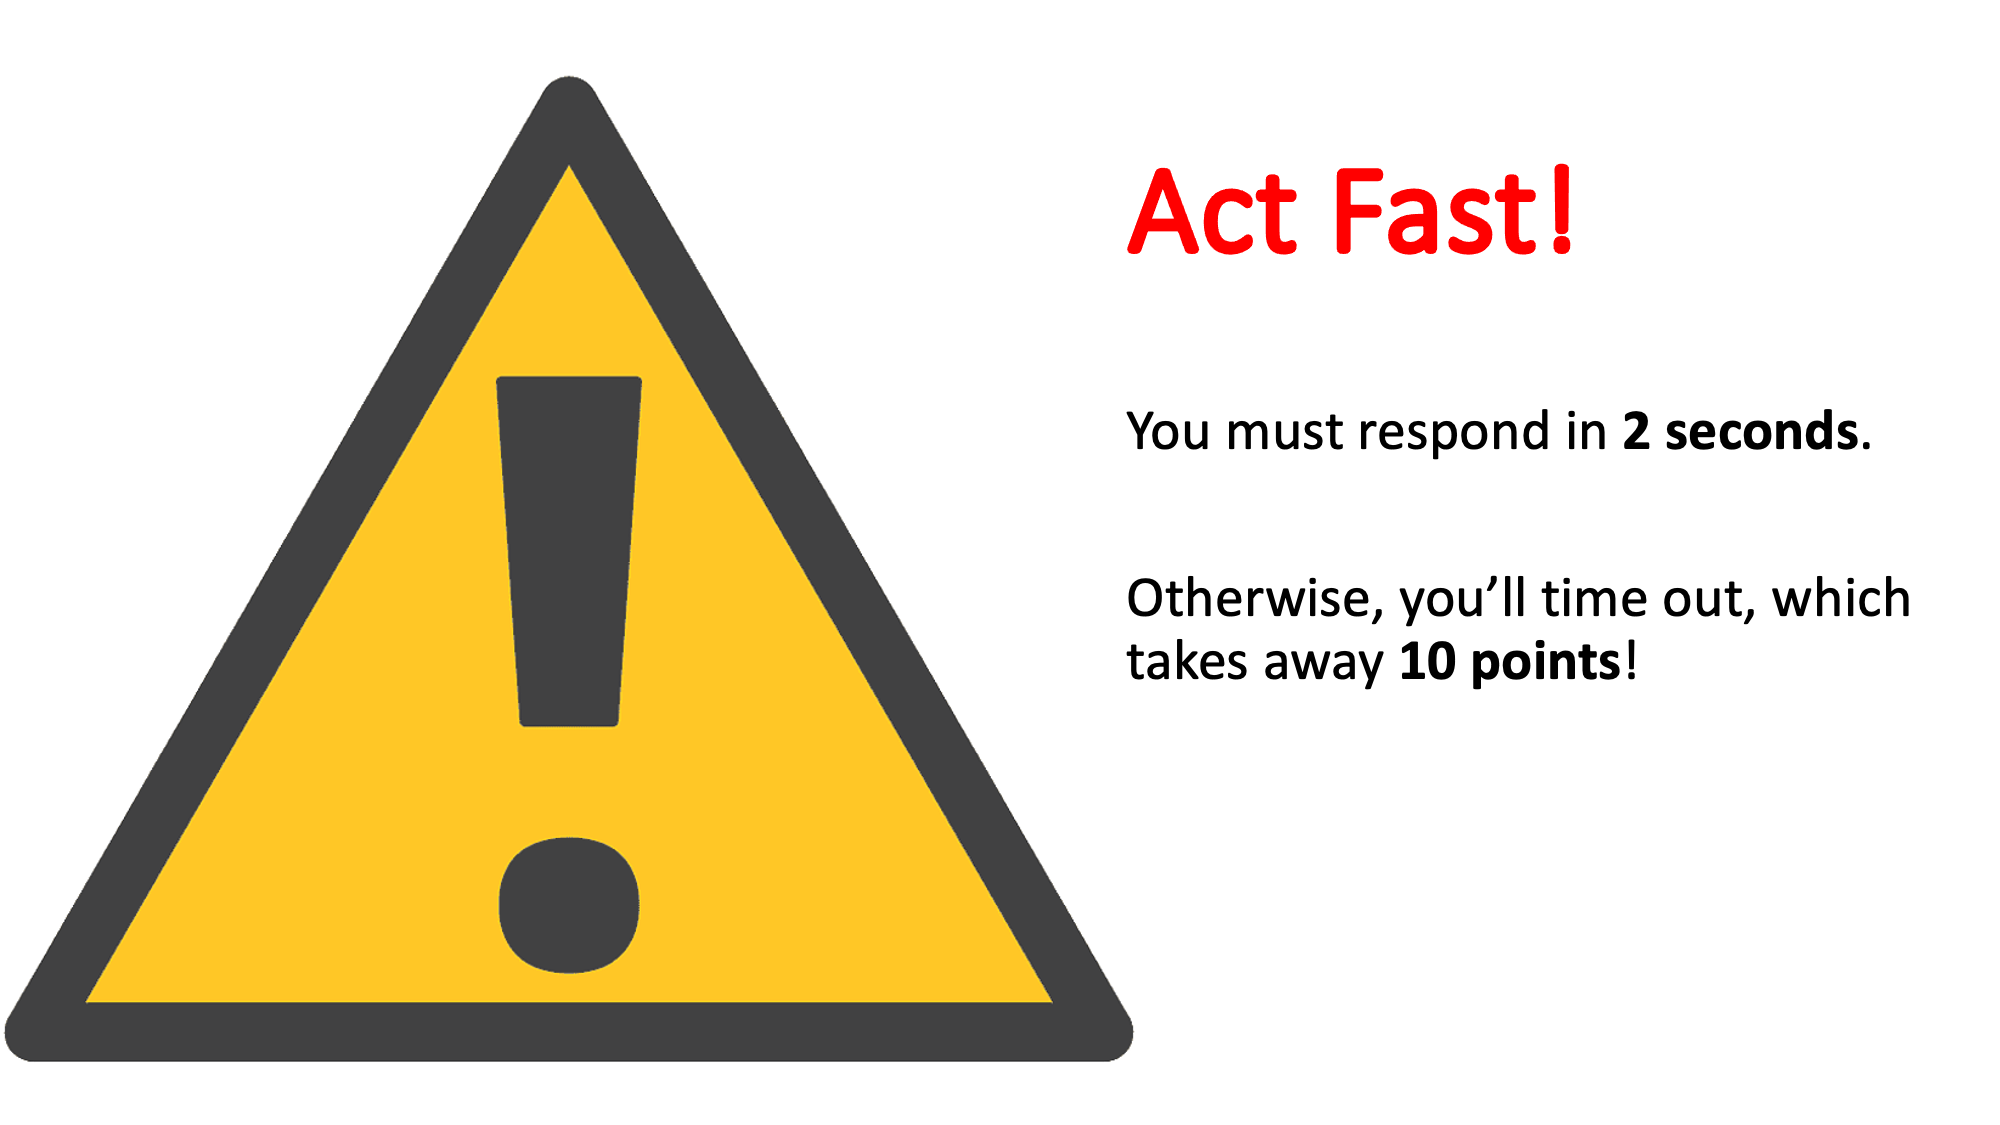 Act Fast!
You must respond in 2 seconds.
Otherwise, you’ll time out, which
takes away 10 points!